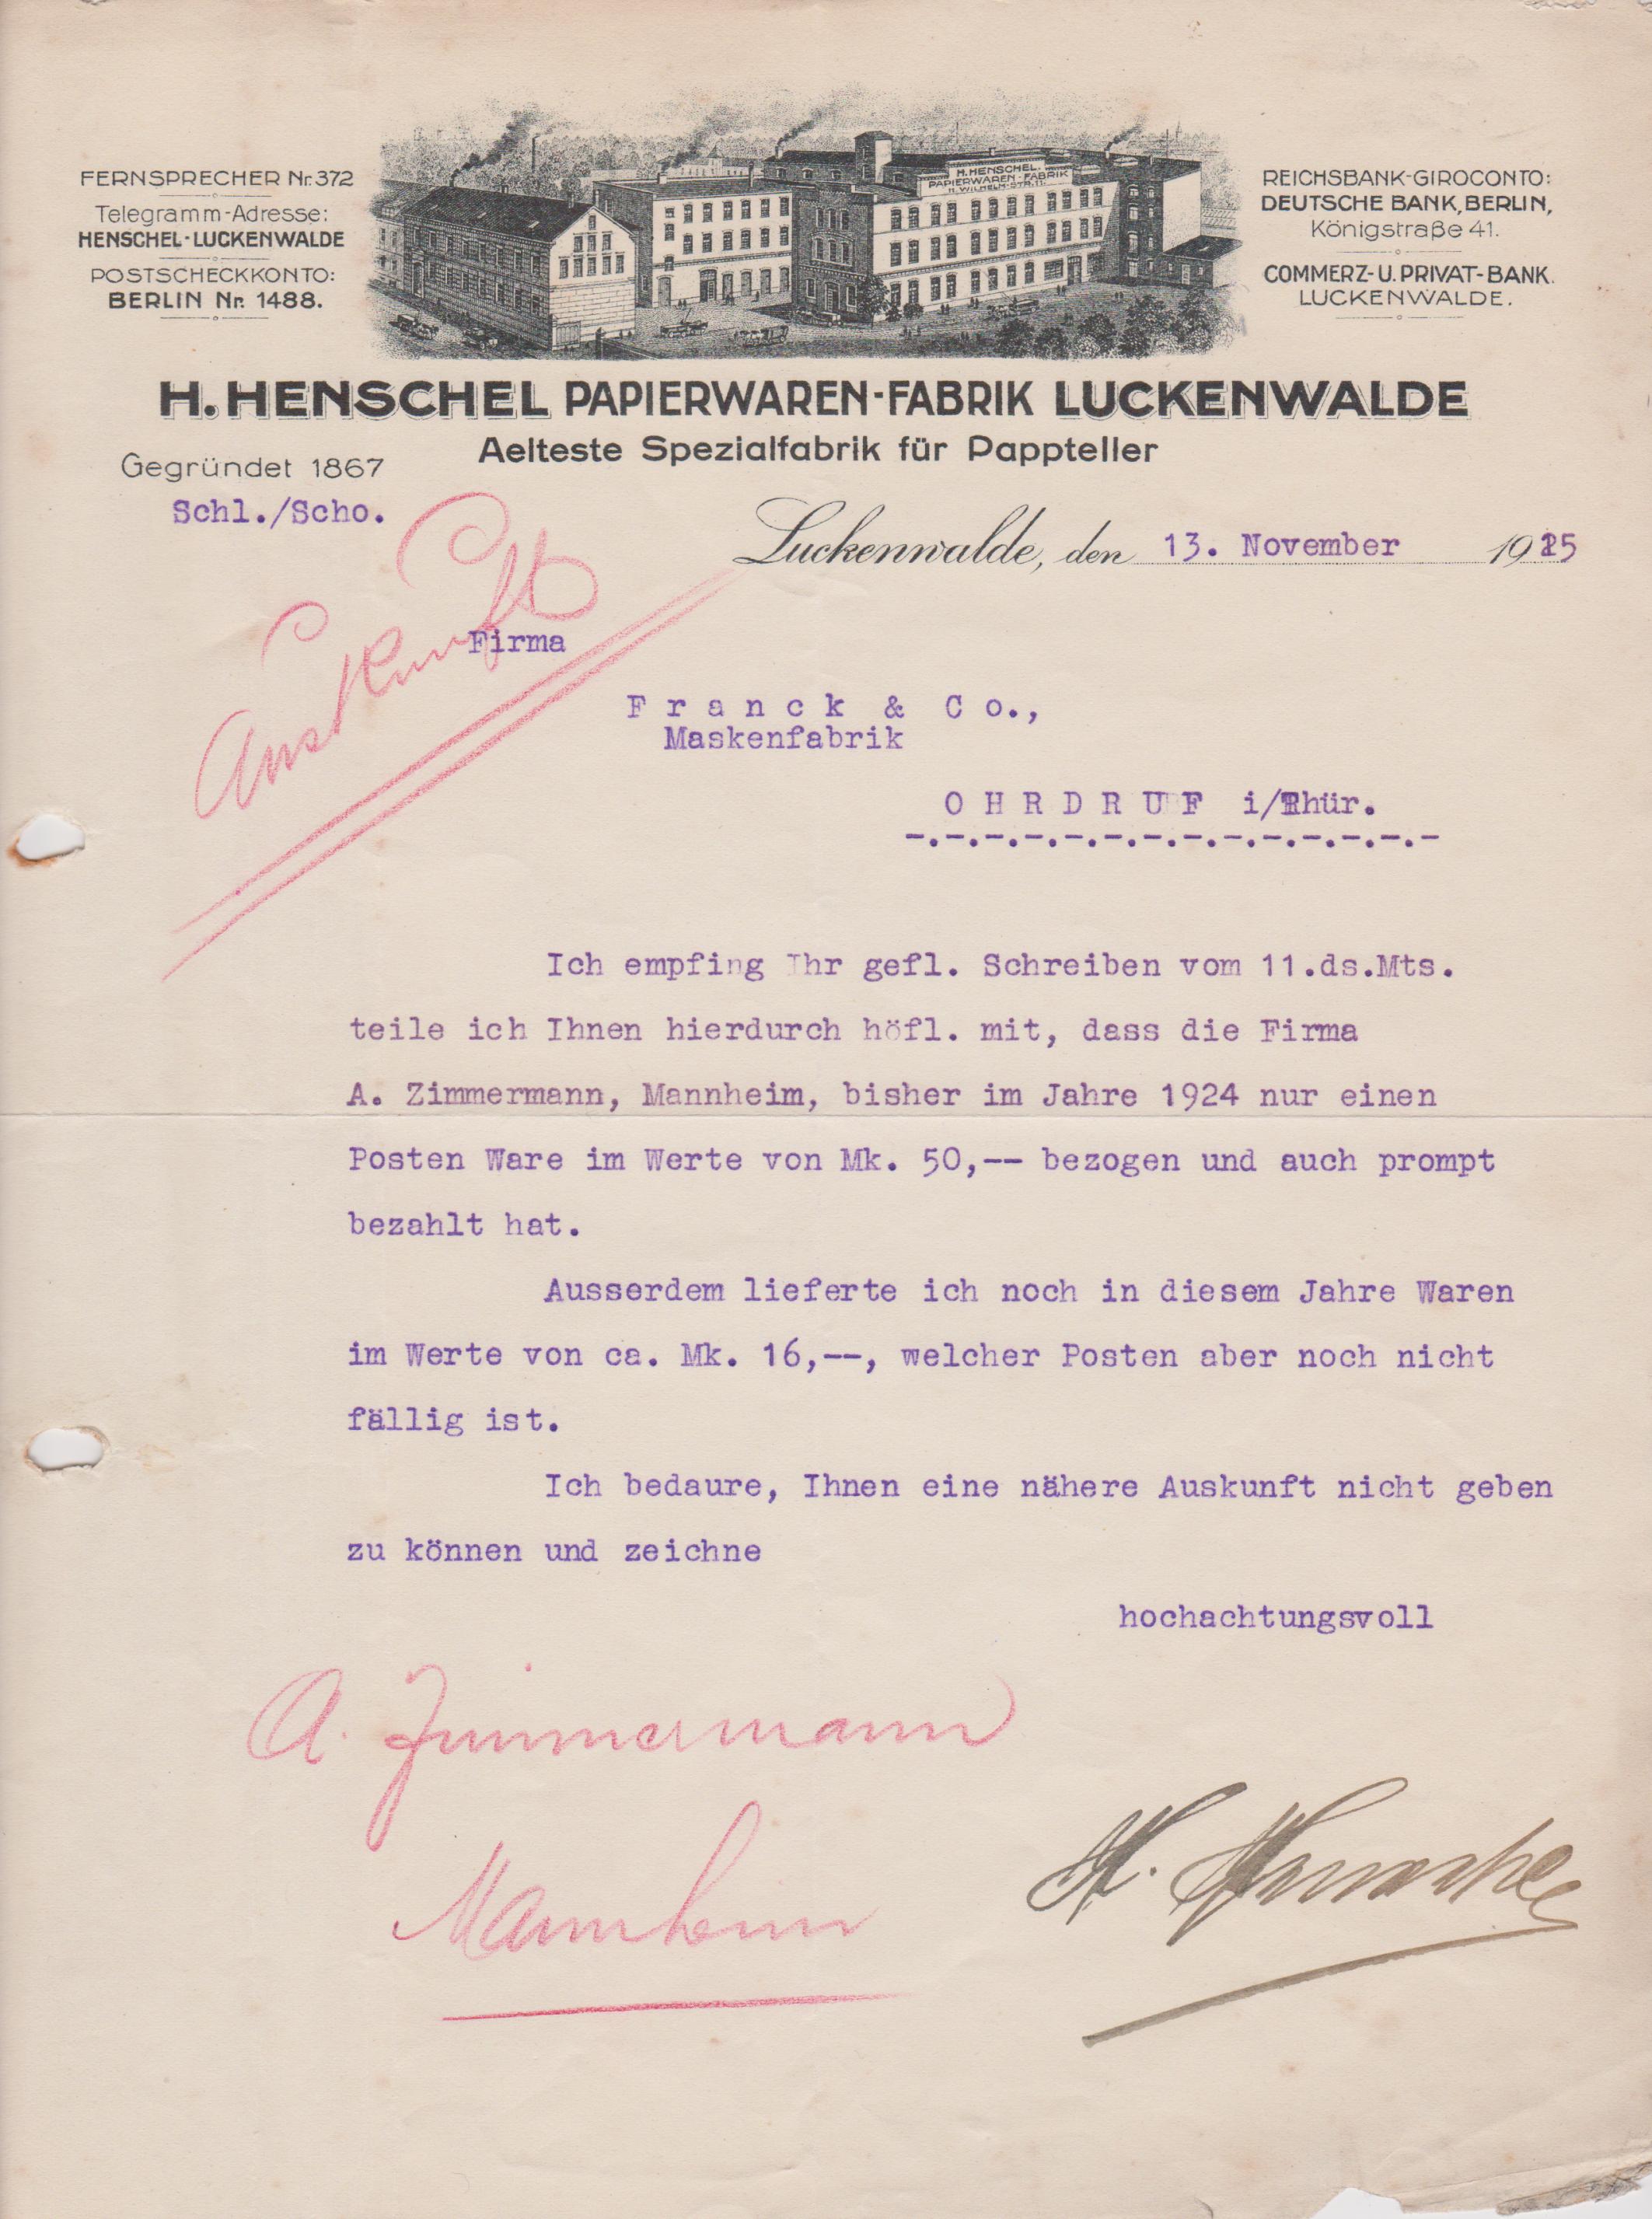 FERNSPRECHER Nr. 372
Telegramm-Adresse:
HENSCHEL-LUCKENWALDE
POSTSCHECKKONTO:
BERLIN Nr. 1488.
H. HENSCHEL
PAPIERWAREN-FABRIK
H. WILHELM-STR. 11.
REICHSBANK-GIROCONTO:
DEUTSCHE BANK, BERLIN,
Königstraße 41.
COMMERZ- U. PRIVAT-BANK.
LUCKENWALDE.
H. HENSCHEL PAPIERWAREN-FABRIK LUCKENWALDE
Aelteste Spezialfabrik für Pappteller
Gegründet 1867
Schl./Scho.
Luckenwalde, den 13. November 1925
Auskunft
Firma
F r a n c k & C o.,
Maskenfabrik
O H R D R U F i/Thür.
-.-.-.-.-.-.-.-.-.-.-.-.-.-
Ich empfing Ihr gefl. Schreiben vom 11.ds.Mts.
teile ich Ihnen hierdurch höfl. mit, dass die Firma
A. Zimmermann, Mannheim, bisher im Jahre 1924 nur einen
Posten Ware im Werte von Mk. 50,-- bezogen und auch prompt
bezahlt hat.
Ausserdem lieferte ich noch in diesem Jahre Waren
im Werte von ca. Mk. 16,--, welcher Posten aber noch nicht
fällig ist.
Ich bedaure, Ihnen eine nähere Auskunft nicht geben
zu können und zeichne
hochachtungsvoll
A. Zimmermann
Mannheim
H. Henschel